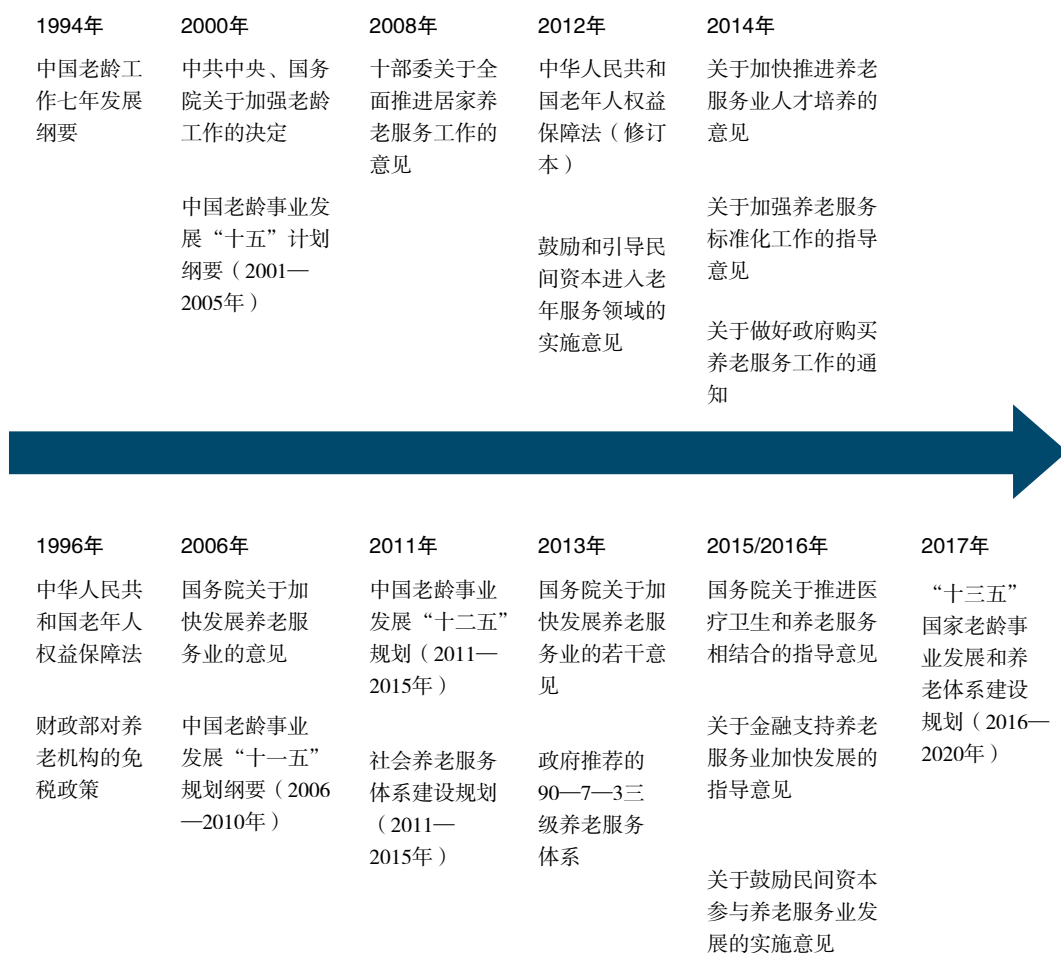 1994年
中国老龄工
作七年发展
纲要
2000年
中共中央、国务
院关于加强老龄
工作的决定
中国老龄事业发
展“十五”计划
纲要（2001—
2005年）
2008年
十部委关于全
面推进居家养
老服务工作的
意见
2012年
中华人民共和
国老年人权益
保障法（修订
本）
鼓励和引导民
间资本进入老
年服务领域的
实施意见
2014年
关于加快推进养老
服务业人才培养的
意见
关于加强养老服务
标准化工作的指导
意见
关于做好政府购买
养老服务工作的通
知
1996年
中华人民共
和国老年人
权益保障法
财政部对养
老机构的免
税政策
2006年
国务院关于加
快发展养老服
务业的意见
中国老龄事业
发展“十一五”
规划纲要（2006
—2010年）
2011年
中国老龄事业
发展“十二五”
规划（2011—
2015年）
社会养老服务
体系建设规划
（2011—
2015年）
2013年
国务院关于加
快发展养老服
务业的若干意
见
政府推荐的
90—7—3三
级养老服务
体系
2015/2016年
国务院关于推进医
疗卫生和养老服务
相结合的指导意见
关于金融支持养老
服务业加快发展的
指导意见
关于鼓励民间资本
参与养老服务业发
展的实施意见
2017年
“十三五”
国家老龄事
业发展和养
老体系建设
规划（2016—
2020年）